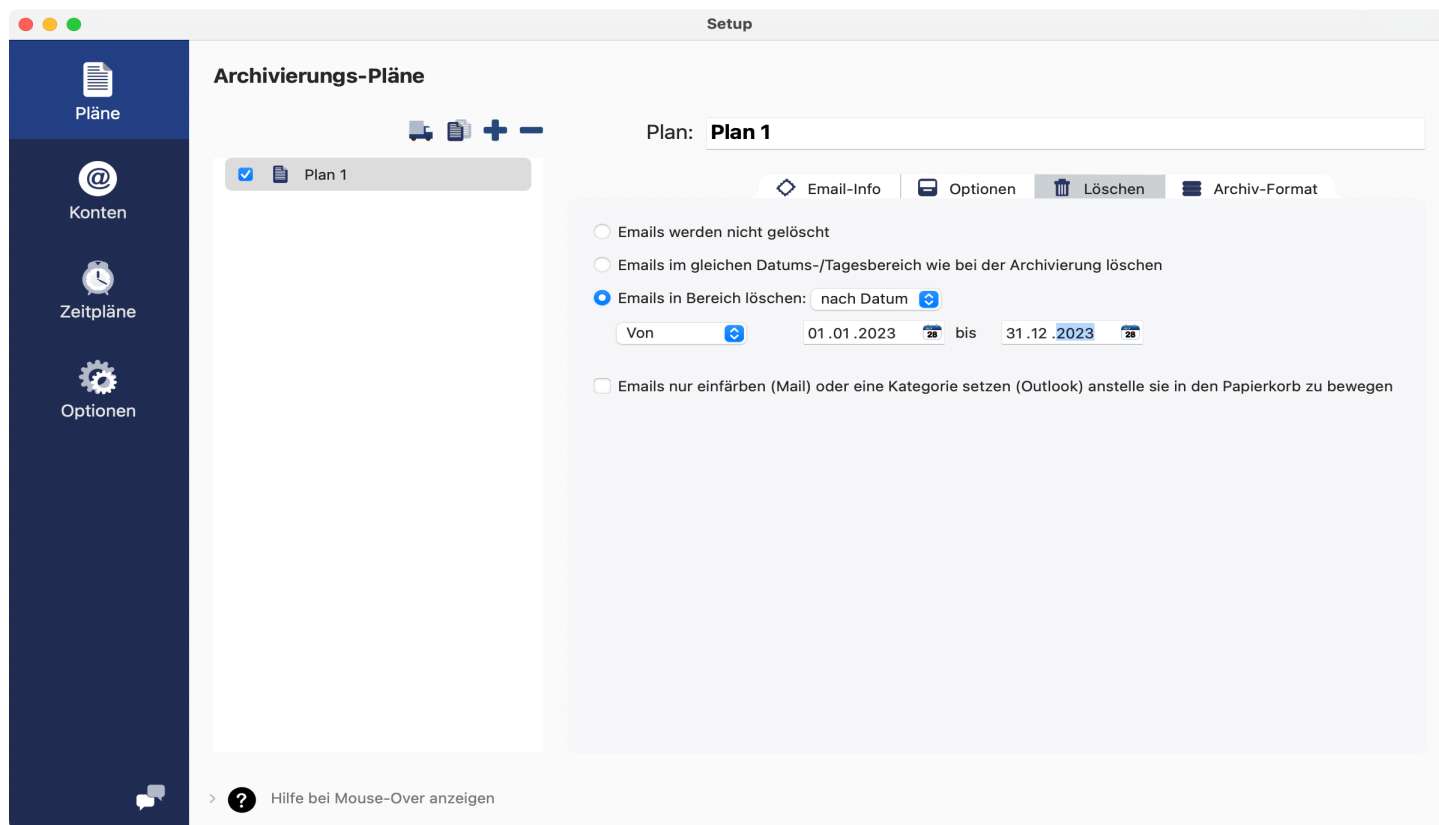 Setup
Pläne
Konten
Zeitpläne
Optionen
Archivierungs-Pläne
Plan 1
Plan: Plan 1
Email-Info Optionen Löschen Archiv-Format
Emails werden nicht gelöscht
Emails im gleichen Datums-/Tagesbereich wie bei der Archivierung löschen
Emails in Bereich löschen: nach Datum
Von 01.01.2023 28 bis 31.12.2023 28
Emails nur einfärben (Mail) oder eine Kategorie setzen (Outlook) anstelle sie in den Papierkorb zu bewegen
? Hilfe bei Mouse-Over anzeigen